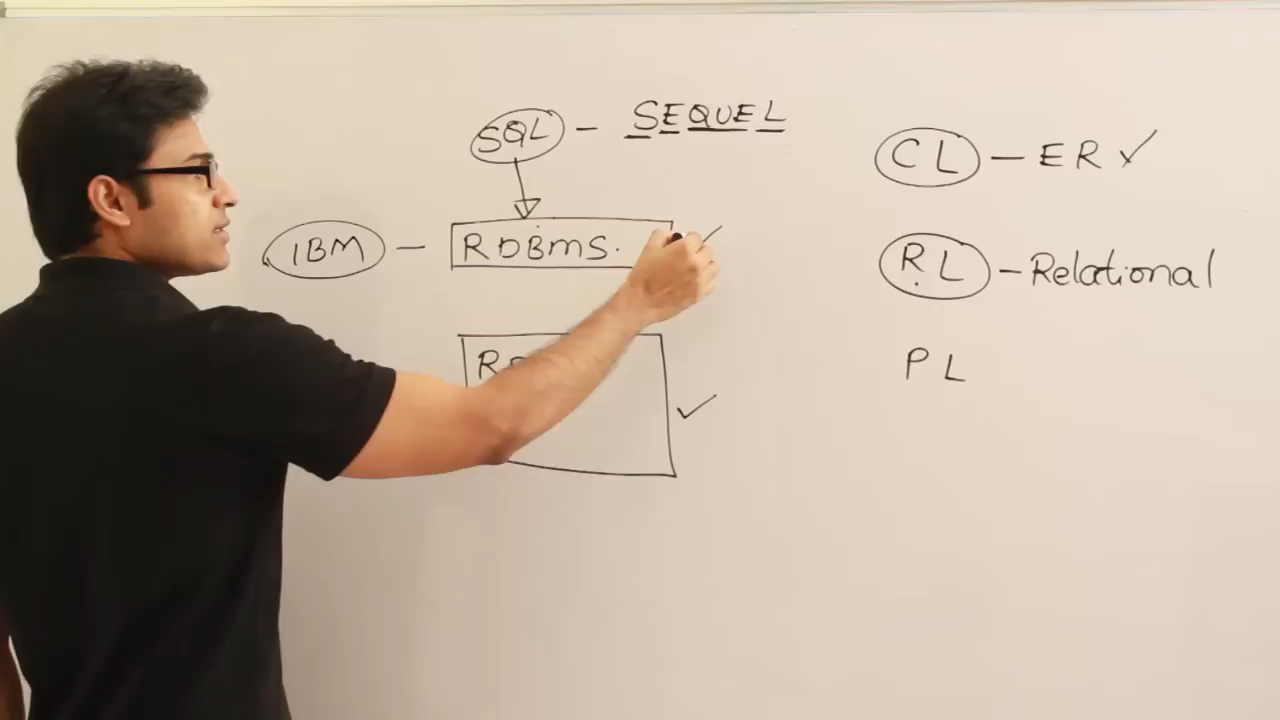 SQL – SEQUEL
IBM – RDBMS.
CL – ER ✓
RL – Relational
PL